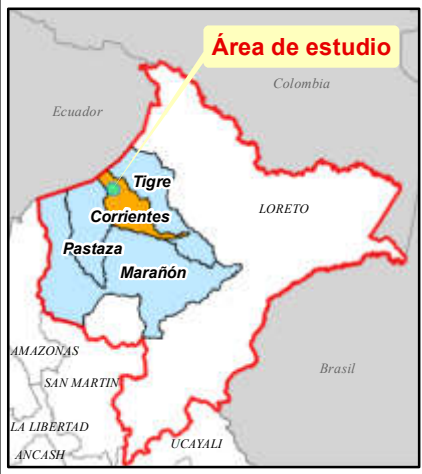 Área de estudio
Colombia
Ecuador
Tigre
LORETO
Corrientes
Pastaza
Marañón
AMAZONAS
Brasil
SAN MARTIN
LA LIBERTAD
UCAYALI
ANCASH